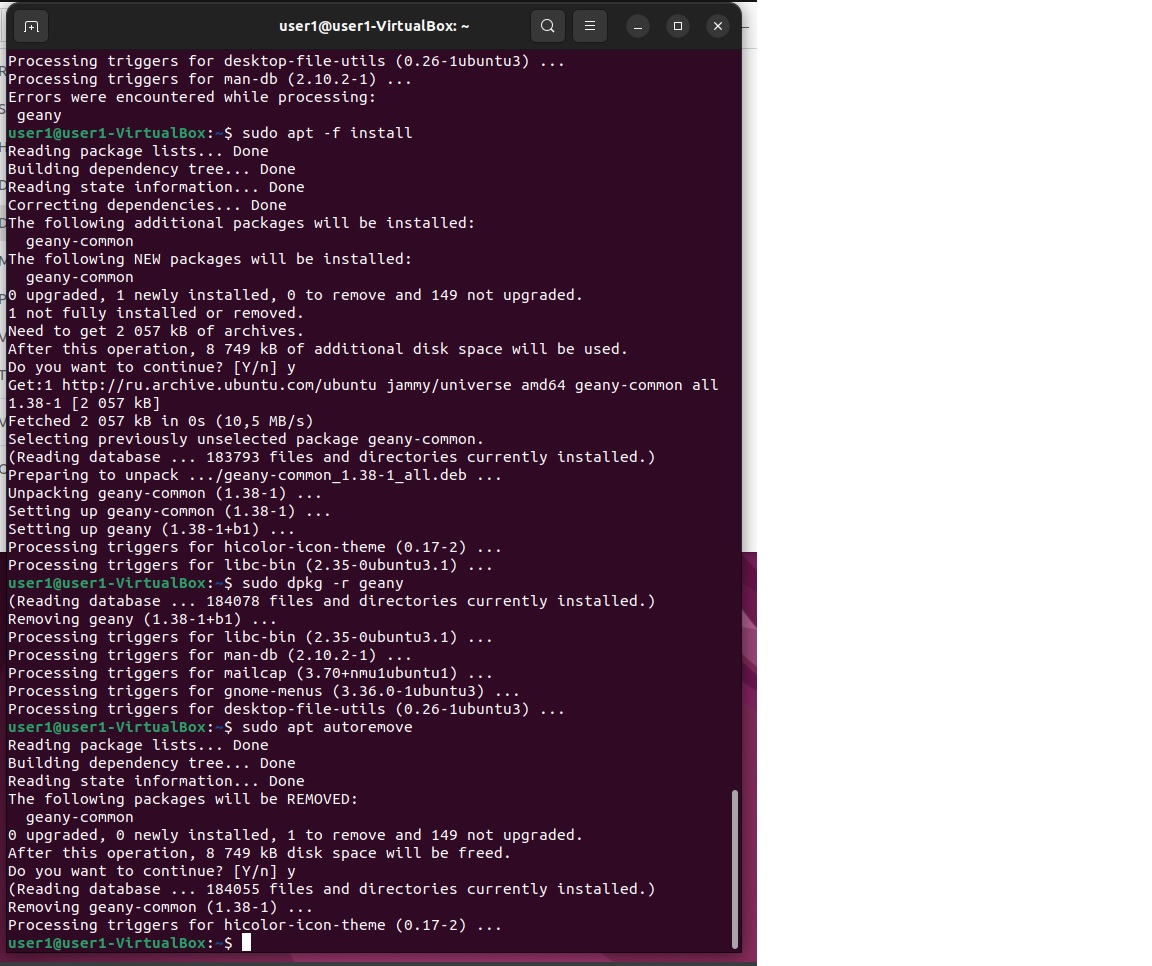 user1@user1-VirtualBox: ~
Processing triggers for desktop-file-utils (0.26-1ubuntu3) ...
Processing triggers for man-db (2.10.2-1) ...
Errors were encountered while processing:
 geany
user1@user1-VirtualBox:~$ sudo apt -f install
Reading package lists... Done
Building dependency tree... Done
Reading state information... Done
Correcting dependencies... Done
The following additional packages will be installed:
  geany-common
The following NEW packages will be installed:
  geany-common
0 upgraded, 1 newly installed, 0 to remove and 149 not upgraded.
1 not fully installed or removed.
Need to get 2 057 kB of archives.
After this operation, 8 749 kB of additional disk space will be used.
Do you want to continue? [Y/n] y
Get:1 http://ru.archive.ubuntu.com/ubuntu jammy/universe amd64 geany-common all
1.38-1 [2 057 kB]
Fetched 2 057 kB in 0s (10,5 MB/s)
Selecting previously unselected package geany-common.
(Reading database ... 183793 files and directories currently installed.)
Preparing to unpack .../geany-common_1.38-1_all.deb ...
Unpacking geany-common (1.38-1) ...
Setting up geany-common (1.38-1) ...
Setting up geany (1.38-1+b1) ...
Processing triggers for hicolor-icon-theme (0.17-2) ...
Processing triggers for libc-bin (2.35-0ubuntu3.1) ...
user1@user1-VirtualBox:~$ sudo dpkg -r geany
(Reading database ... 184078 files and directories currently installed.)
Removing geany (1.38-1+b1) ...
Processing triggers for libc-bin (2.35-0ubuntu3.1) ...
Processing triggers for man-db (2.10.2-1) ...
Processing triggers for mailcap (3.70+nmu1ubuntu1) ...
Processing triggers for gnome-menus (3.36.0-1ubuntu3) ...
Processing triggers for desktop-file-utils (0.26-1ubuntu3) ...
user1@user1-VirtualBox:~$ sudo apt autoremove
Reading package lists... Done
Building dependency tree... Done
Reading state information... Done
The following packages will be REMOVED:
  geany-common
0 upgraded, 0 newly installed, 1 to remove and 149 not upgraded.
After this operation, 8 749 kB disk space will be freed.
Do you want to continue? [Y/n] y
(Reading database ... 184055 files and directories currently installed.)
Removing geany-common (1.38-1) ...
Processing triggers for hicolor-icon-theme (0.17-2) ...
user1@user1-VirtualBox:~$